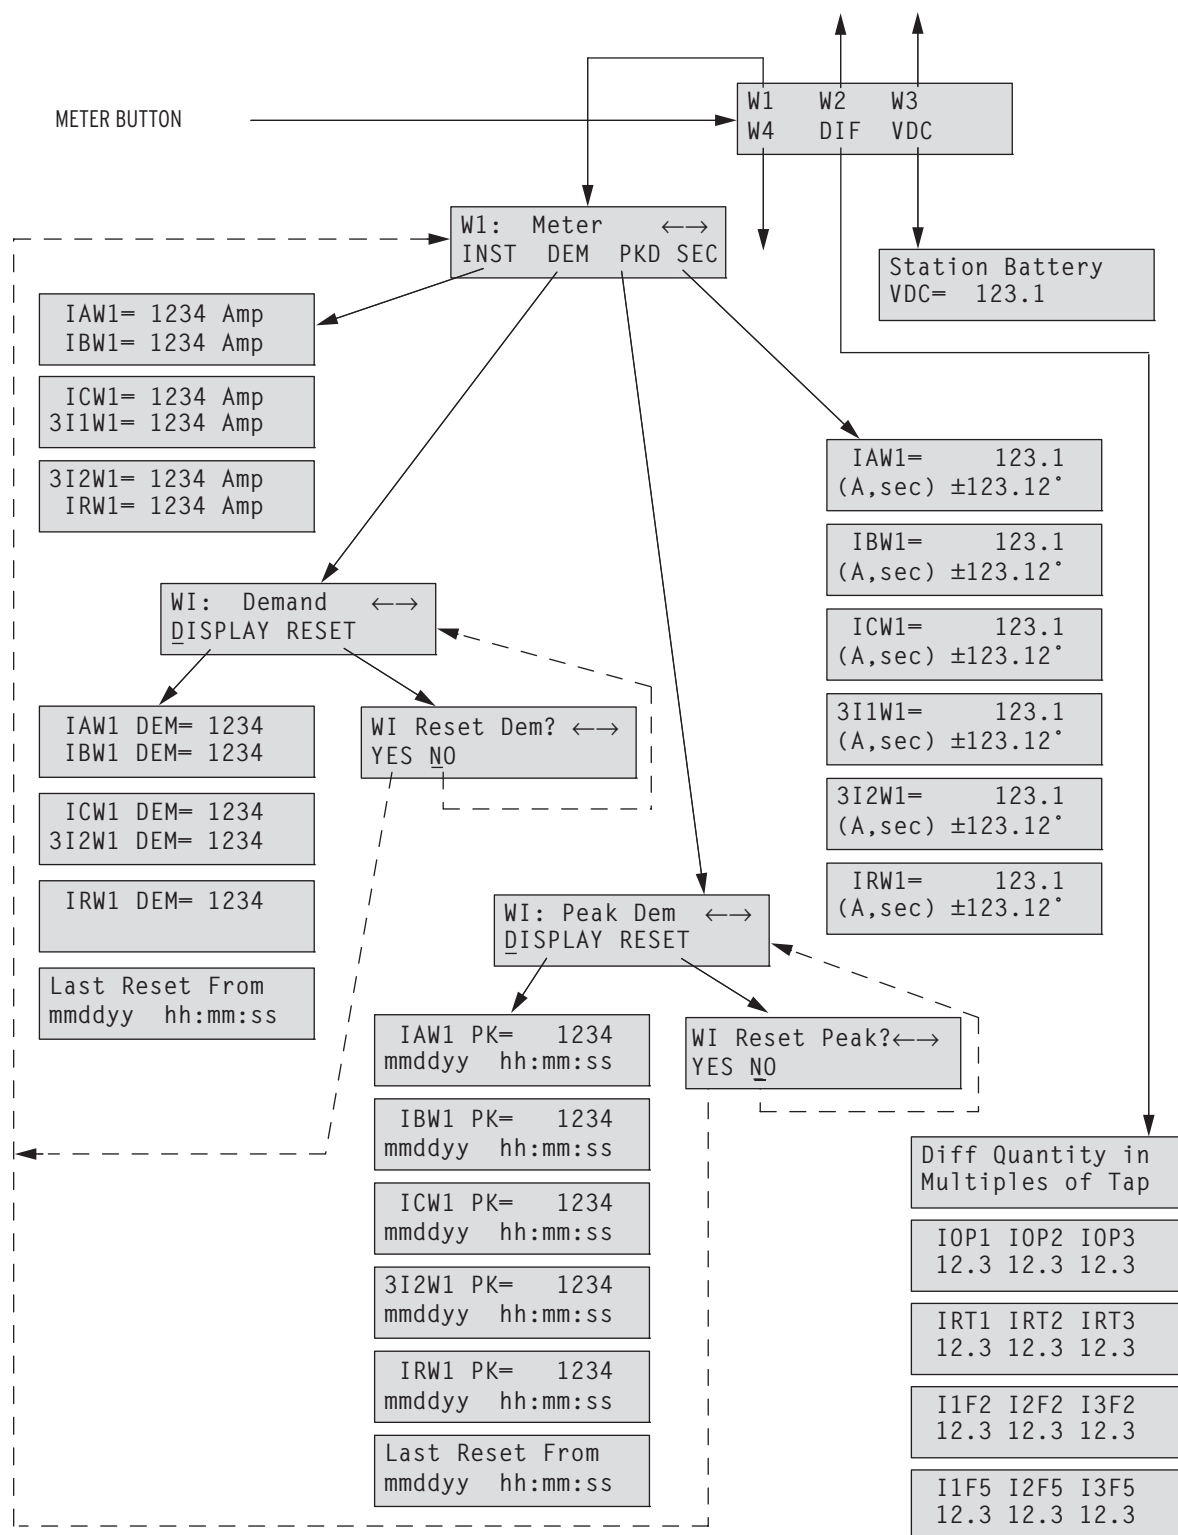 METER BUTTON
W1 W2 W3
W4 DIF VDC
W1: Meter ←→
INST DEM PKD SEC
Station Battery
VDC= 123.1
IAW1= 1234 Amp
IBW1= 1234 Amp
ICW1= 1234 Amp
3I1W1= 1234 Amp
3I2W1= 1234 Amp
IRW1= 1234 Amp
IAW1= 123.1
(A,sec) ±123.12°
IBW1= 123.1
(A,sec) ±123.12°
ICW1= 123.1
(A,sec) ±123.12°
3I1W1= 123.1
(A,sec) ±123.12°
3I2W1= 123.1
(A,sec) ±123.12°
IRW1= 123.1
(A,sec) ±123.12°
WI: Demand ←→
DISPLAY RESET
IAW1 DEM= 1234
IBW1 DEM= 1234
ICW1 DEM= 1234
3I2W1 DEM= 1234
IRW1 DEM= 1234
Last Reset From
mmddyy hh:mm:ss
WI Reset Dem? ←→
YES NO
WI: Peak Dem ←→
DISPLAY RESET
IAW1 PK= 1234
mmddyy hh:mm:ss
IBW1 PK= 1234
mmddyy hh:mm:ss
ICW1 PK= 1234
mmddyy hh:mm:ss
3I2W1 PK= 1234
mmddyy hh:mm:ss
IRW1 PK= 1234
mmddyy hh:mm:ss
Last Reset From
mmddyy hh:mm:ss
WI Reset Peak?←→
YES NO
Diff Quantity in
Multiples of Tap
IOP1 IOP2 IOP3
12.3 12.3 12.3
IRT1 IRT2 IRT3
12.3 12.3 12.3
I1F2 I2F2 I3F2
12.3 12.3 12.3
I1F5 I2F5 I3F5
12.3 12.3 12.3